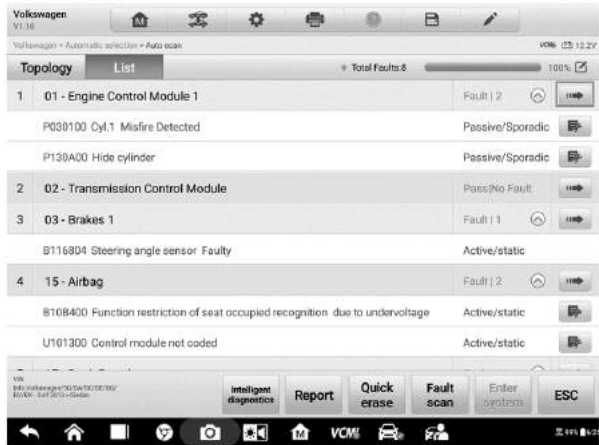 Volkswagen
V1.10
Volkswagen > Automatic selection > Auto scan
12.2V
Topology
List
Total Faults:8
100%
1 01 - Engine Control Module 1 Fault | 2
P030100 Cyl.1 Misfire Detected Passive/Sporadic
P130A00 Hide cylinder Passive/Sporadic
2 02 - Transmission Control Module Pass|No Fault
3 03 - Brakes 1 Fault | 1
B116804 Steering angle sensor Faulty Active/static
4 15 - Airbag Fault | 2
B10B400 Function restriction of seat occupied recognition due to undervoltage Active/static
U101300 Control module not coded Active/static
VW
Intelligent
diagnostics
Report
Quick
erase
Fault
scan
Enter
system
ESC
VCMI